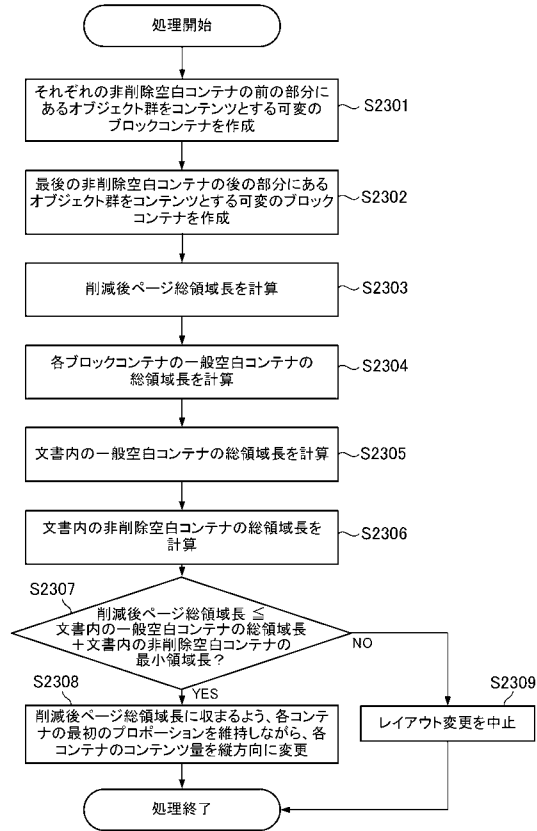 処理開始
それぞれの非削除空白コンテナの前の部分に
あるオブジェクト群をコンテンツとする可変の
ブロックコンテナを作成
S2301
最後の非削除空白コンテナの後の部分にある
オブジェクト群をコンテンツとする可変のブロック
コンテナを作成
S2302
削減後ページ総領域長を計算
S2303
各ブロックコンテナの一般空白コンテナの
総領域長を計算
S2304
文書内の一般空白コンテナの総領域長を計算
S2305
文書内の非削除空白コンテナの総領域長を
計算
S2306
S2307
削減後ページ総領域長 ≦
文書内の一般空白コンテナの総領域長
+文書内の非削除空白コンテナの
最小領域長?
NO
YES
S2308
削減後ページ総領域長に収まるよう、各コンテ
ナの最初のプロポーションを維持しながら、各
コンテナのコンテンツ量を縦方向に変更
S2309
レイアウト変更を中止
処理終了